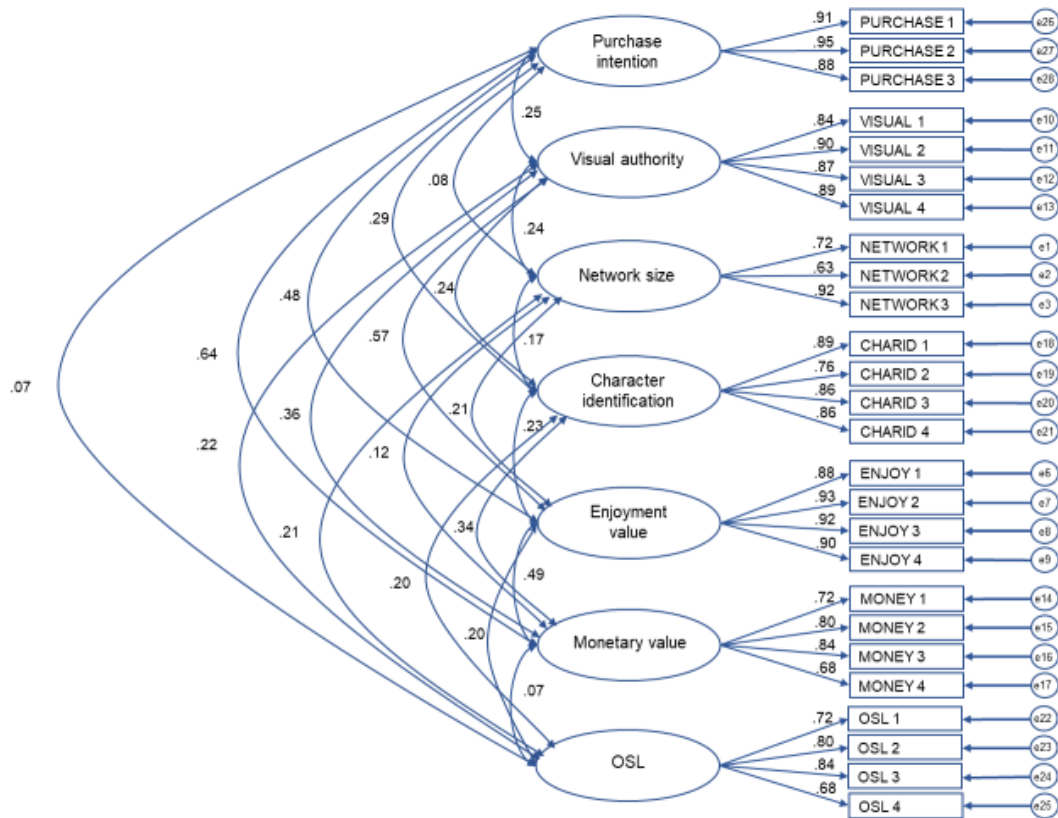 Purchase
intention
.91 PURCHASE 1 e26
.95 PURCHASE 2 e27
.88 PURCHASE 3 e28
.25
Visual authority
.84 VISUAL 1 e10
.90 VISUAL 2 e11
.87 VISUAL 3 e12
.89 VISUAL 4 e13
.08
.29
.24
Network size
.72 NETWORK1 e1
.63 NETWORK2 e2
.92 NETWORK3 e3
.48
.24
.57
.17
Character
identification
.89 CHARID 1 e18
.76 CHARID 2 e19
.86 CHARID 3 e20
.86 CHARID 4 e21
.07
.64
.36
.22
.12
.21
.23
Enjoyment
value
.88 ENJOY 1 e6
.93 ENJOY 2 e7
.92 ENJOY 3 e8
.90 ENJOY 4 e9
.21
.34
.20
.49
.20
Monetary value
.72 MONEY 1 e14
.80 MONEY 2 e15
.84 MONEY 3 e16
.68 MONEY 4 e17
.07
OSL
.72 OSL 1 e22
.80 OSL 2 e23
.84 OSL 3 e24
.68 OSL 4 e25